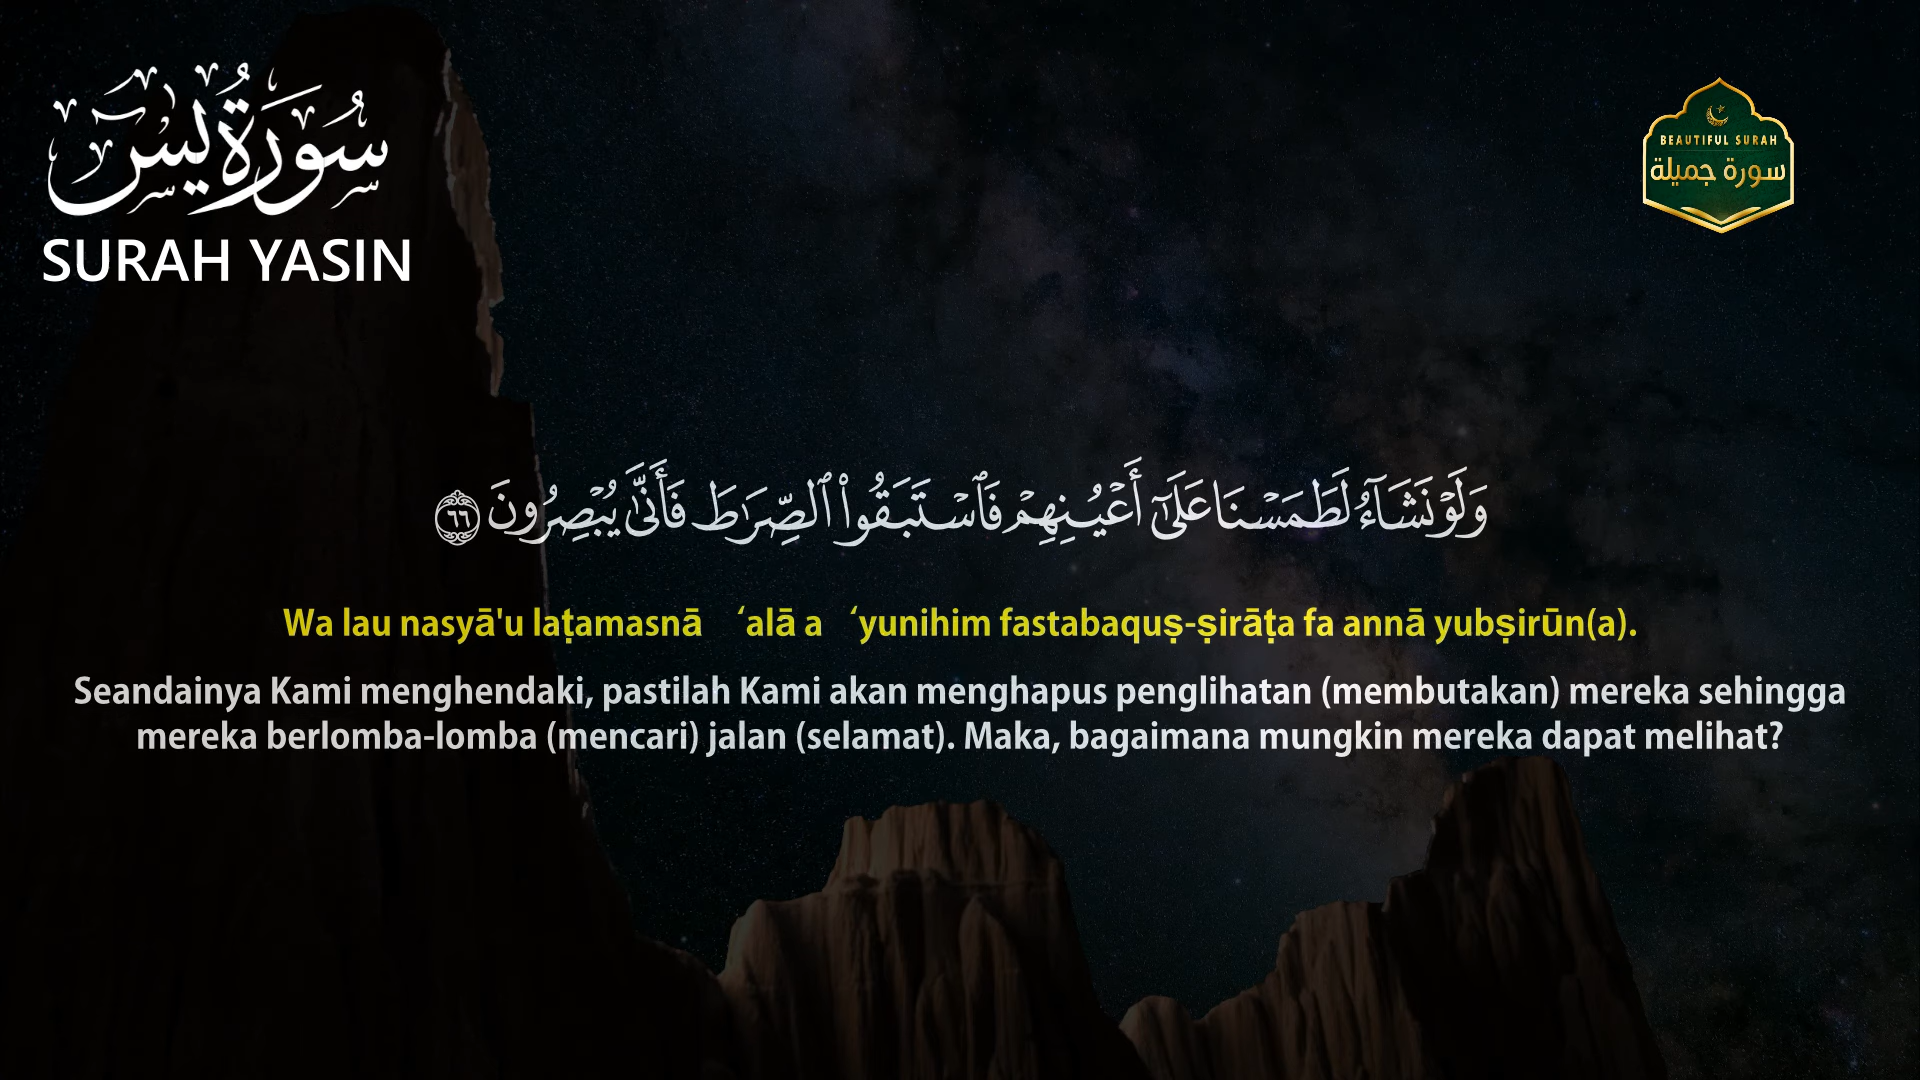 سُورَةُ يسٓ
SURAH YASIN
BEAUTIFUL SURAH
سورة جميلة
وَلَوْ نَشَآءُ لَطَمَسْنَا عَلَىٰٓ أَعْيُنِهِمْ فَٱسْتَبَقُوا۟ ٱلصِّرَٰطَ فَأَنَّىٰ يُبْصِرُونَ ٦٦
Wa lau nasyā'u laṭamasnā ‘alā a ‘yunihim fastabaquṣ-ṣirāṭa fa annā yubṣirūn(a).
Seandainya Kami menghendaki, pastilah Kami akan menghapus penglihatan (membutakan) mereka sehingga
mereka berlomba-lomba (mencari) jalan (selamat). Maka, bagaimana mungkin mereka dapat melihat?